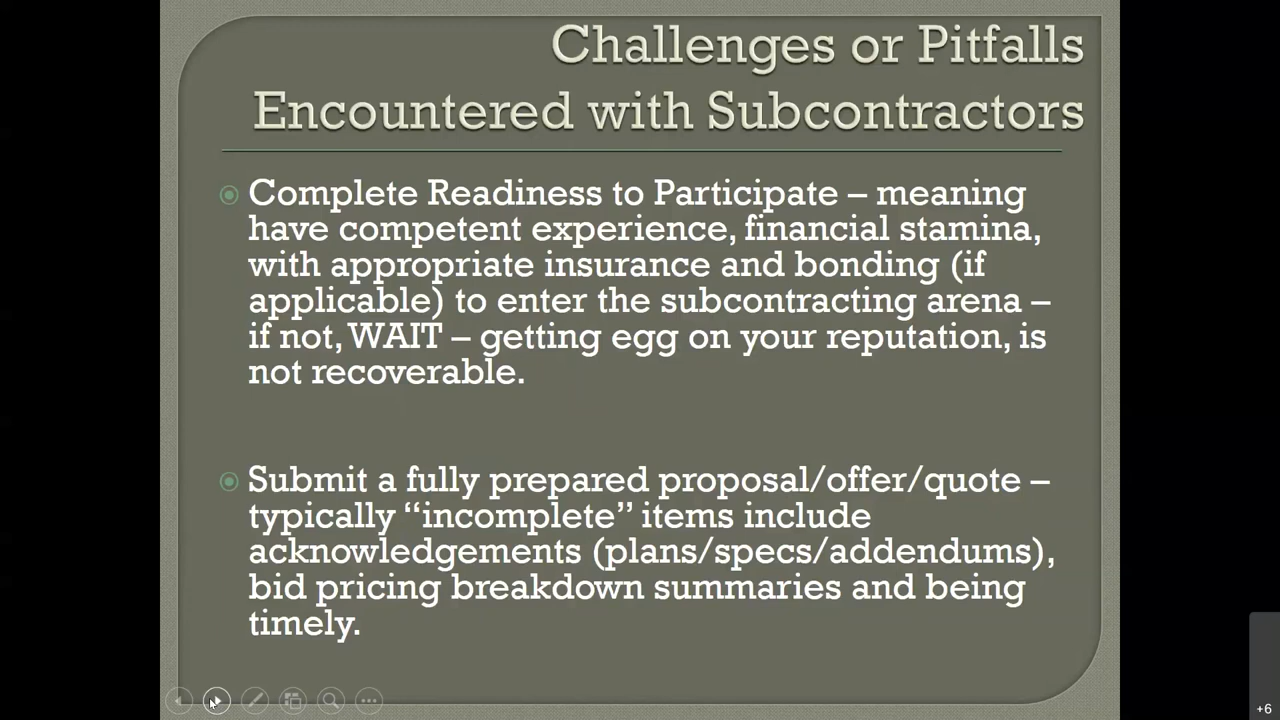 Challenges or Pitfalls
Encountered with Subcontractors
Complete Readiness to Participate – meaning
have competent experience, financial stamina,
with appropriate insurance and bonding (if
applicable) to enter the subcontracting arena –
if not, WAIT – getting egg on your reputation, is
not recoverable.
Submit a fully prepared proposal/offer/quote –
typically “incomplete” items include
acknowledgements (plans/specs/addendums),
bid pricing breakdown summaries and being
timely.
+6